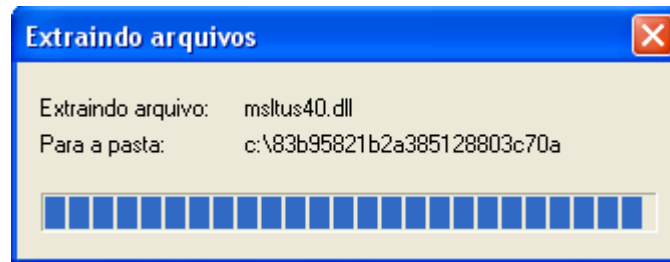 Extraindo arquivos
Extraindo arquivo: msltus40.dll
Para a pasta: c:\83b95821b2a385128803c70a